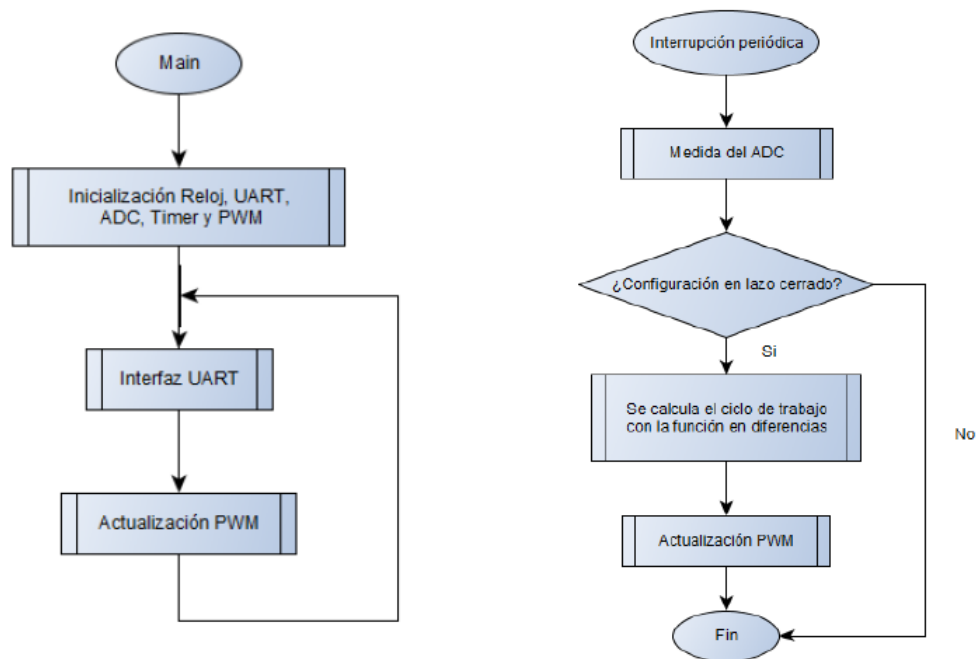 Main
Inicialización Reloj, UART,
ADC, Timer y PWM
Interfaz UART
Actualización PWM
Interrupción periódica
Medida del ADC
¿Configuración en lazo cerrado?
Si
Se calcula el ciclo de trabajo
con la función en diferencias
No
Actualización PWM
Fin